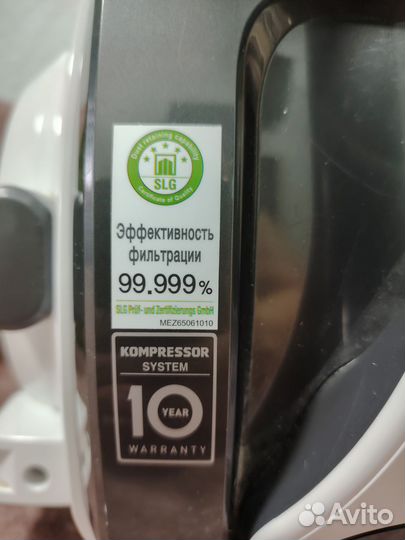 Dust retaining capability
SLG
Certificate of Quality
Эффективность
фильтрации
99.999%
SLG Prüf- und Zertifizierungs GmbH
MEZ65061010
KOMPRESSOR
SYSTEM
10 YEAR
WARRANTY
Avito